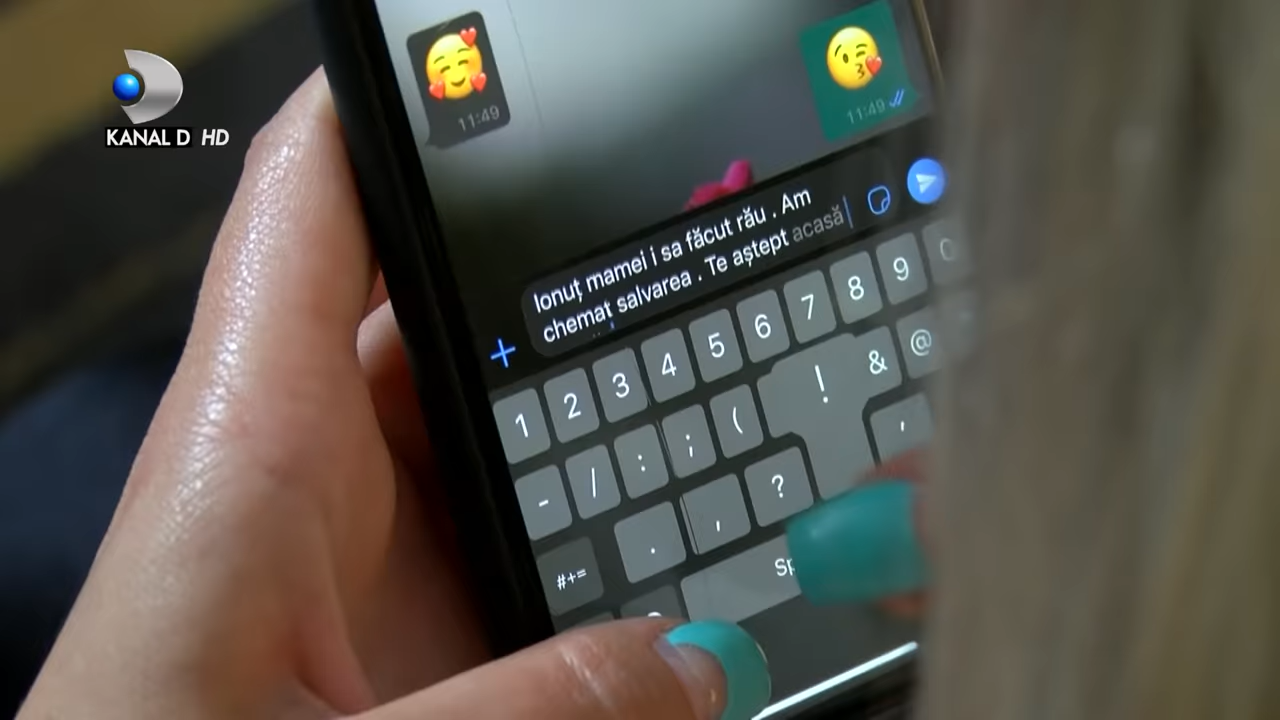 KANAL D HD
11:49
11:49
Ionuț mamei i sa făcut rău . Am
chemat salvarea . Te aștept acasă
1 2 3 4 5 6 7 8 9
- / : ; ( ! & @
. , ? '
#+=